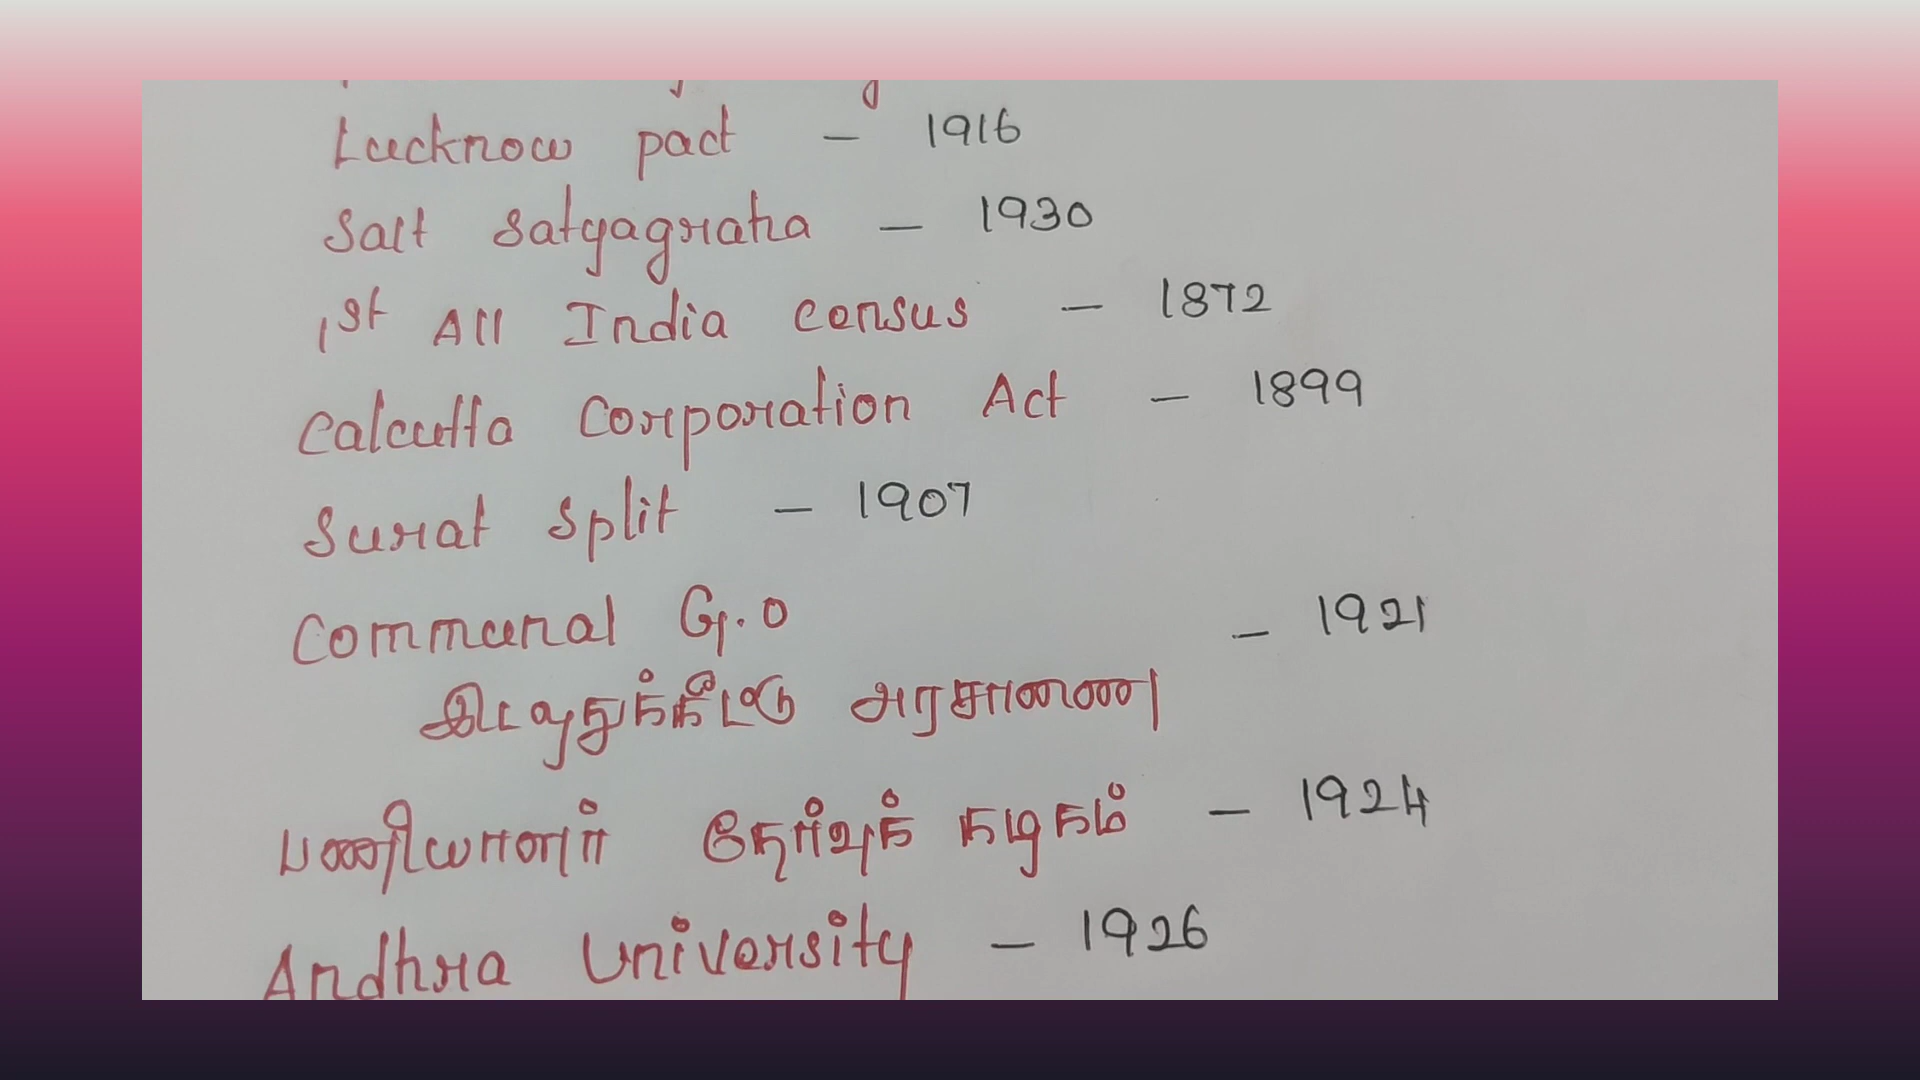 Lucknow pact - 1916
Salt Satyagraha - 1930
1st All India Census - 1872
Calcutta Corporation Act - 1899
Surat Split - 1907
Communal G.O - 1921
இடஒதுக்கீட்டு அரசாணை
பணியாளர் தேர்வுக் கழகம் - 1924
Andhra University - 1926